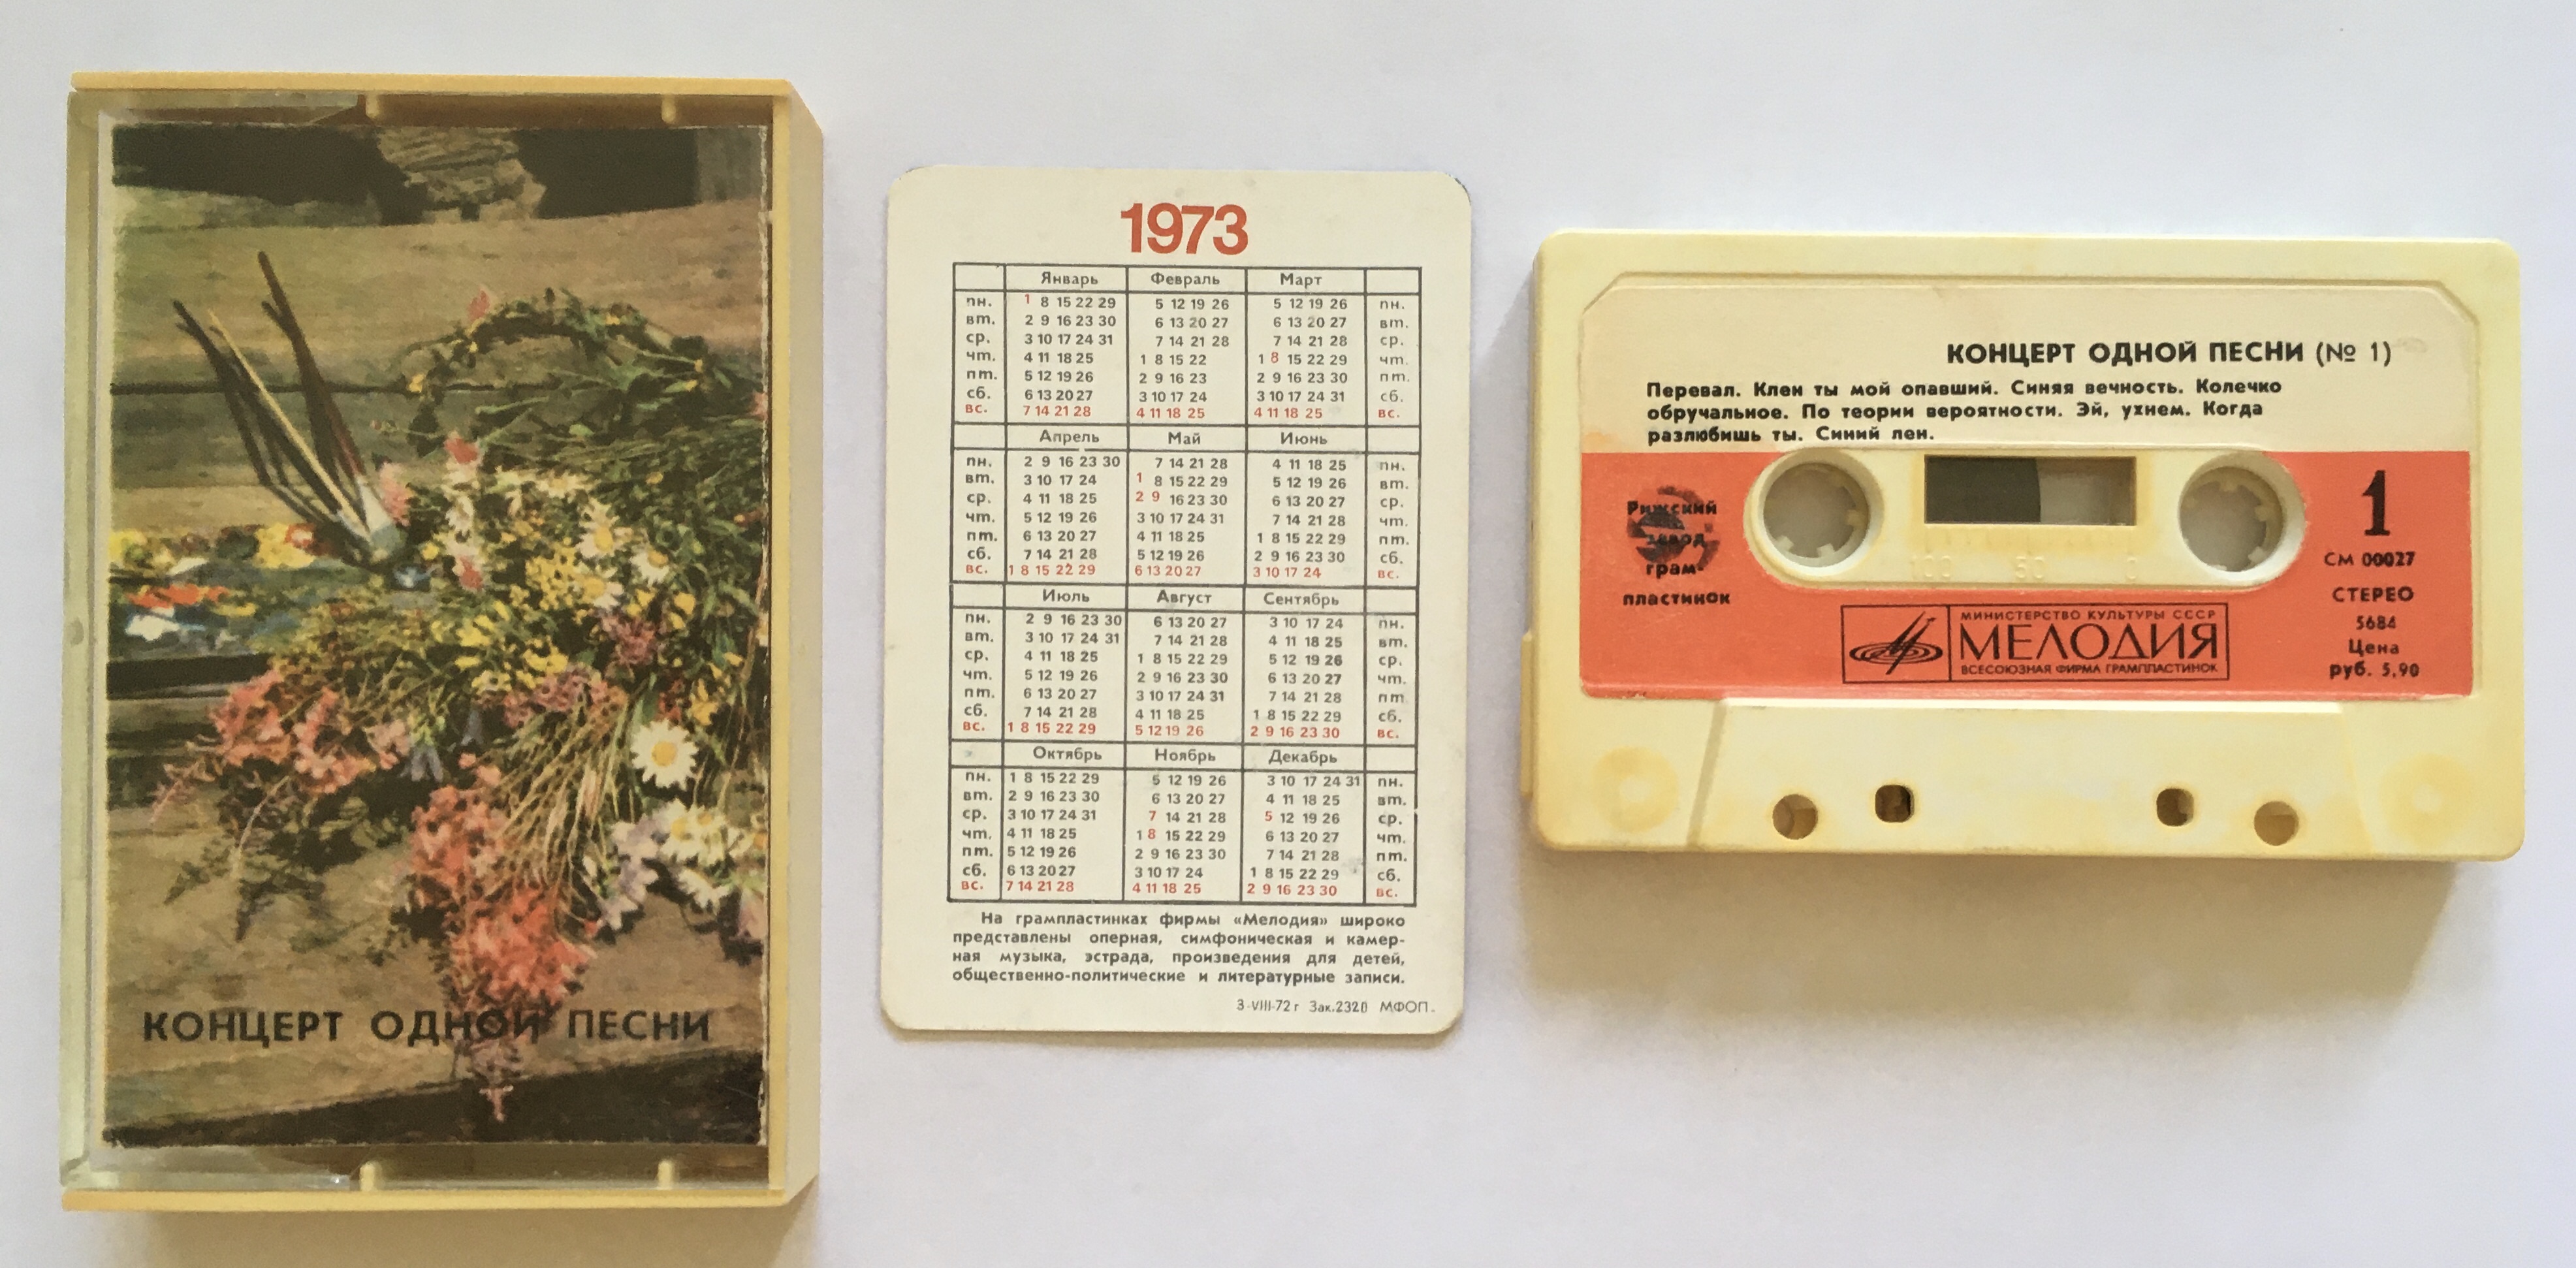 КОНЦЕРТ ОДНОЙ ПЕСНИ
1973
Январь Февраль Март
пн. 1 8 15 22 29 5 12 19 26 5 12 19 26 пн.
вт. 2 9 16 23 30 6 13 20 27 6 13 20 27 вт.
ср. 3 10 17 24 31 7 14 21 28 7 14 21 28 ср.
чт. 4 11 18 25 1 8 15 22 1 8 15 22 29 чт.
пт. 5 12 19 26 2 9 16 23 2 9 16 23 30 пт.
сб. 6 13 20 27 3 10 17 24 3 10 17 24 31 сб.
вс. 7 14 21 28 4 11 18 25 4 11 18 25 вс.
Апрель Май Июнь
пн. 2 9 16 23 30 7 14 21 28 4 11 18 25 пн.
вт. 3 10 17 24 1 8 15 22 29 5 12 19 26 вт.
ср. 4 11 18 25 2 9 16 23 30 6 13 20 27 ср.
чт. 5 12 19 26 3 10 17 24 31 7 14 21 28 чт.
пт. 6 13 20 27 4 11 18 25 1 8 15 22 29 пт.
сб. 7 14 21 28 5 12 19 26 2 9 16 23 30 сб.
вс. 1 8 15 22 29 6 13 20 27 3 10 17 24 вс.
Июль Август Сентябрь
пн. 2 9 16 23 30 6 13 20 27 3 10 17 24 пн.
вт. 3 10 17 24 31 7 14 21 28 4 11 18 25 вт.
ср. 4 11 18 25 1 8 15 22 29 5 12 19 26 ср.
чт. 5 12 19 26 2 9 16 23 30 6 13 20 27 чт.
пт. 6 13 20 27 3 10 17 24 31 7 14 21 28 пт
сб. 7 14 21 28 4 11 18 25 1 8 15 22 29 сб.
вс. 1 8 15 22 29 5 12 19 26 2 9 16 23 30 вс.
Октябрь Ноябрь Декабрь
пн. 1 8 15 22 29 5 12 19 26 3 10 17 24 31 пн.
вт. 2 9 16 23 30 6 13 20 27 4 11 18 25 вт.
ср. 3 10 17 24 31 7 14 21 28 5 12 19 26 ср.
чт. 4 11 18 25 1 8 15 22 29 6 13 20 27 чт.
пт. 5 12 19 26 2 9 16 23 30 7 14 21 28 пт.
сб. 6 13 20 27 3 10 17 24 1 8 15 22 29 сб.
вс. 7 14 21 28 4 11 18 25 2 9 16 23 30 вс.
На грампластинках фирмы «Мелодия» широко
представлены оперная, симфоническая и камер-
ная музыка, эстрада, произведения для детей,
общественно-политические и литературные записи.
3-VIII-72 г Зак.2320 МФОП.
КОНЦЕРТ ОДНОЙ ПЕСНИ (№ 1)
Перевал. Клен ты мой опавший. Синяя вечность. Колечко
обручальное. По теории вероятности. Эй, ухнем. Когда
разлюбишь ты. Синий лен.
Рижский
завод
грам-
пластинок
100 50 0
1
СМ 00027
СТЕРЕО
5684
Цена
руб. 5,90
МИНИСТЕРСТВО КУЛЬТУРЫ СССР
МЕЛОДИЯ
ВСЕСОЮЗНАЯ ФИРМА ГРАМПЛАСТИНОК